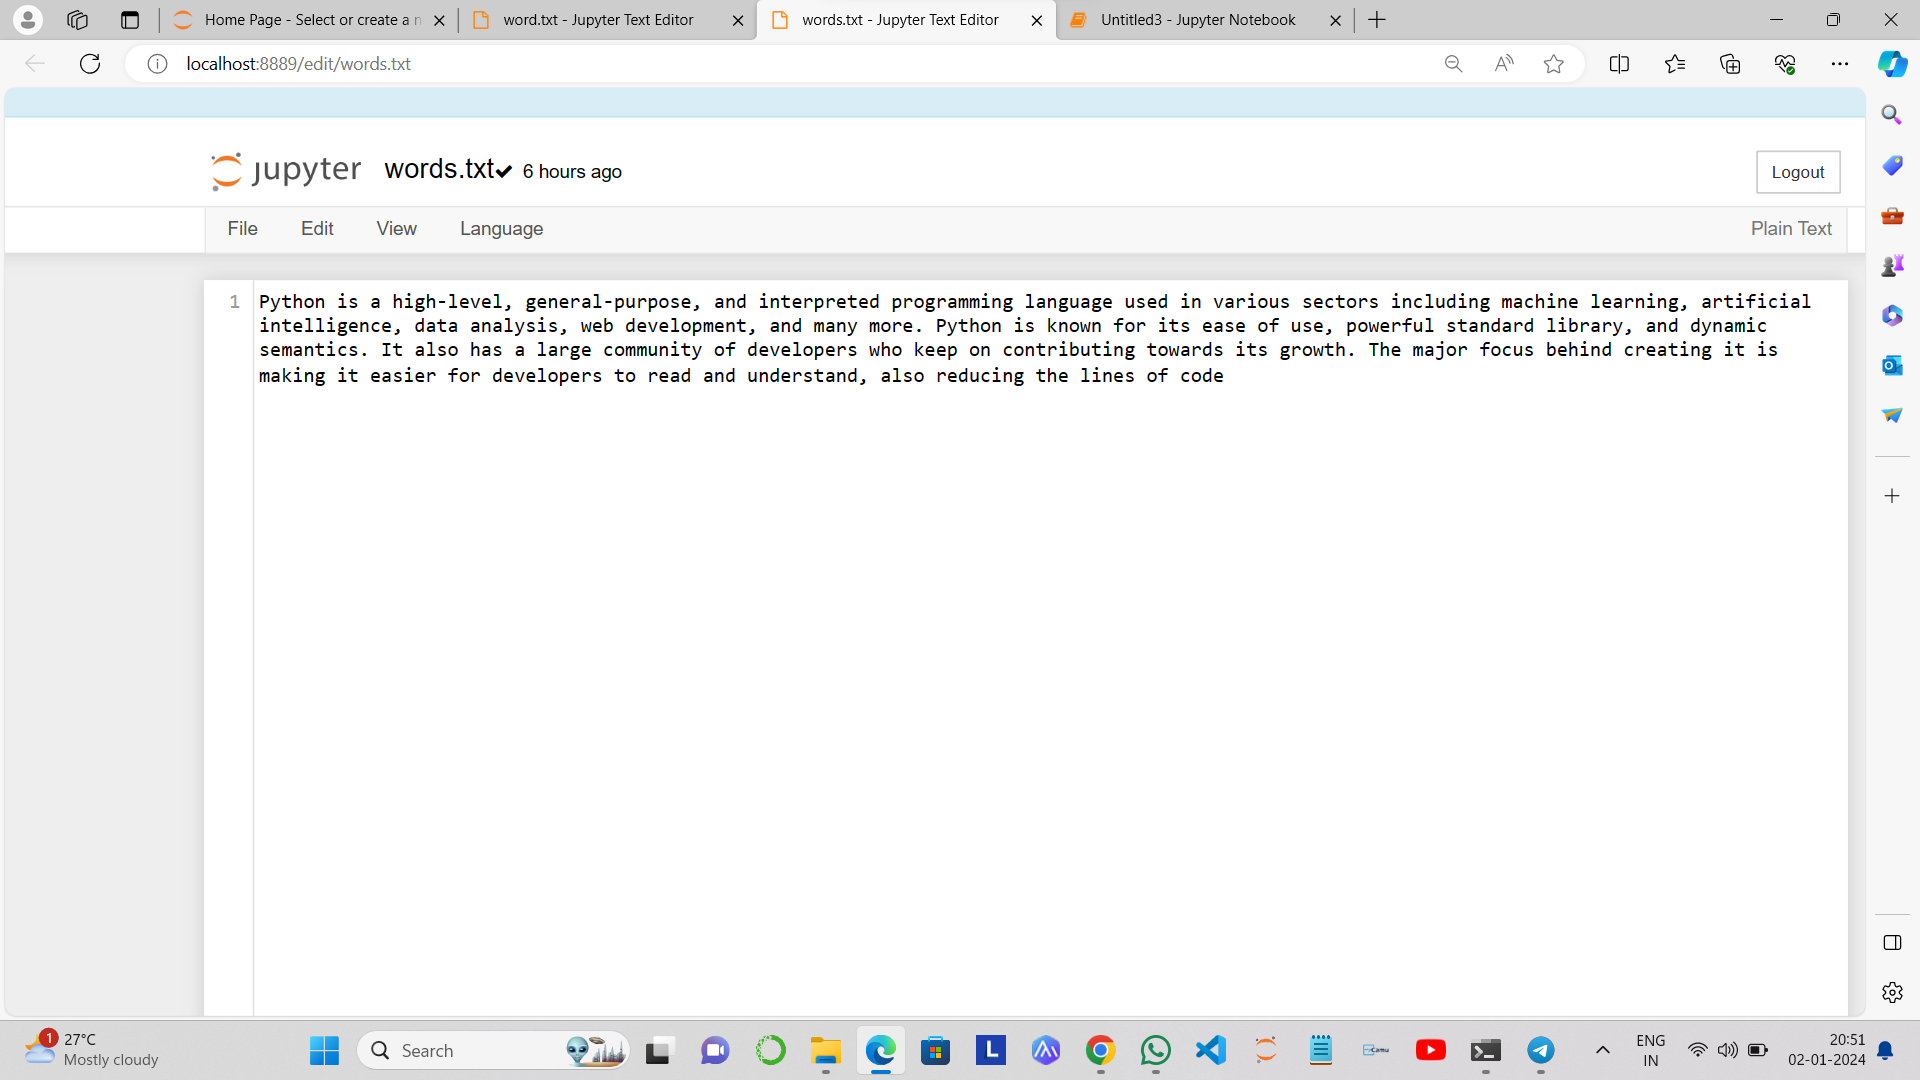 Home Page - Select or create a n
word.txt - Jupyter Text Editor
words.txt - Jupyter Text Editor
Untitled3 - Jupyter Notebook
localhost:8889/edit/words.txt
jupyter words.txt 6 hours ago
Logout
File Edit View Language
Plain Text
1 Python is a high-level, general-purpose, and interpreted programming language used in various sectors including machine learning, artificial
intelligence, data analysis, web development, and many more. Python is known for its ease of use, powerful standard library, and dynamic
semantics. It also has a large community of developers who keep on contributing towards its growth. The major focus behind creating it is
making it easier for developers to read and understand, also reducing the lines of code
1
27°C
Mostly cloudy
Search
L
Camu
ENG
IN
20:51
02-01-2024